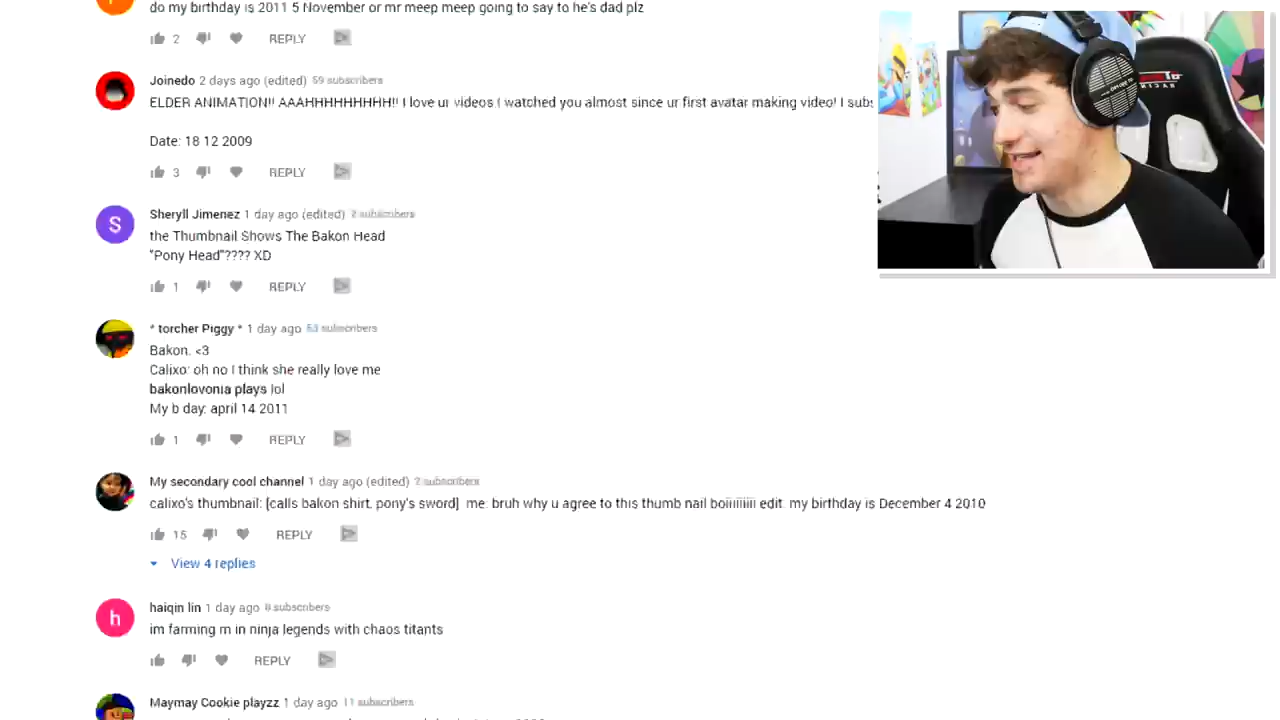 do my birthday is 2011 5 November or mr meep meep going to say to he's dad plz
2 REPLY
Joinedo 2 days ago (edited) 59 subscribers
ELDER ANIMATION!! AAAHHHHHHHHH!! I love ur videos I watched you almost since ur first avatar making video! I subs
Date: 18 12 2009
3 REPLY
S
Sheryll Jimenez 1 day ago (edited) 2 subscribers
the Thumbnail Shows The Bakon Head
"Pony Head"???? XD
1 REPLY
* torcher Piggy * 1 day ago 53 subscribers
Bakon. <3
Calixo: oh no I think she really love me
bakonlovonia plays lol
My b day: april 14 2011
1 REPLY
My secondary cool channel 1 day ago (edited) 2 subscribers
calixo's thumbnail: [calls bakon shirt, pony's sword] me: bruh why u agree to this thumb nail boiiiiiiiii edit: my birthday is December 4 2010
15 REPLY
View 4 replies
h
haiqin lin 1 day ago 8 subscribers
im farming rn in ninja legends with chaos titants
REPLY
Maymay Cookie playzz 1 day ago 11 subscribers